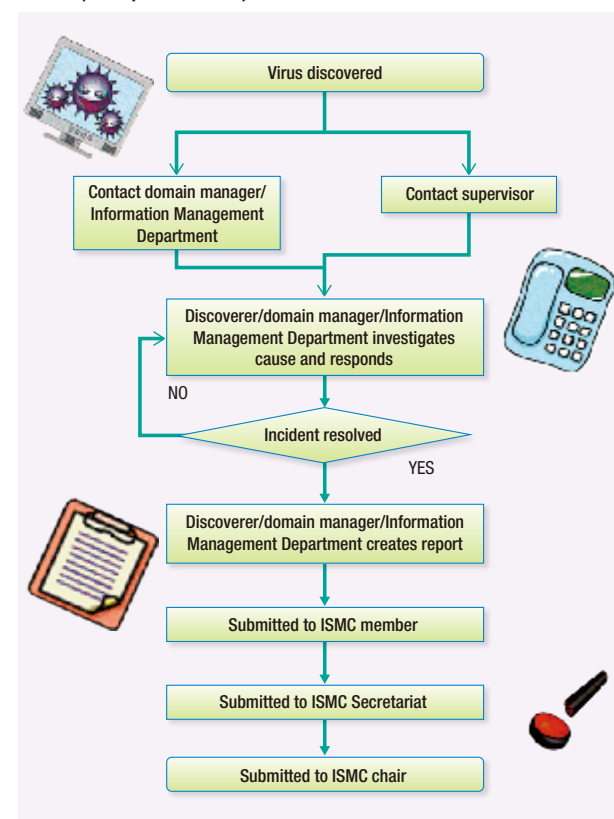 Virus discovered
Contact domain manager/
Information Management
Department
Contact supervisor
Discoverer/domain manager/Information
Management Department investigates
cause and responds
NO
Incident resolved
YES
Discoverer/domain manager/Information
Management Department creates report
Submitted to ISMC member
Submitted to ISMC Secretariat
Submitted to ISMC chair